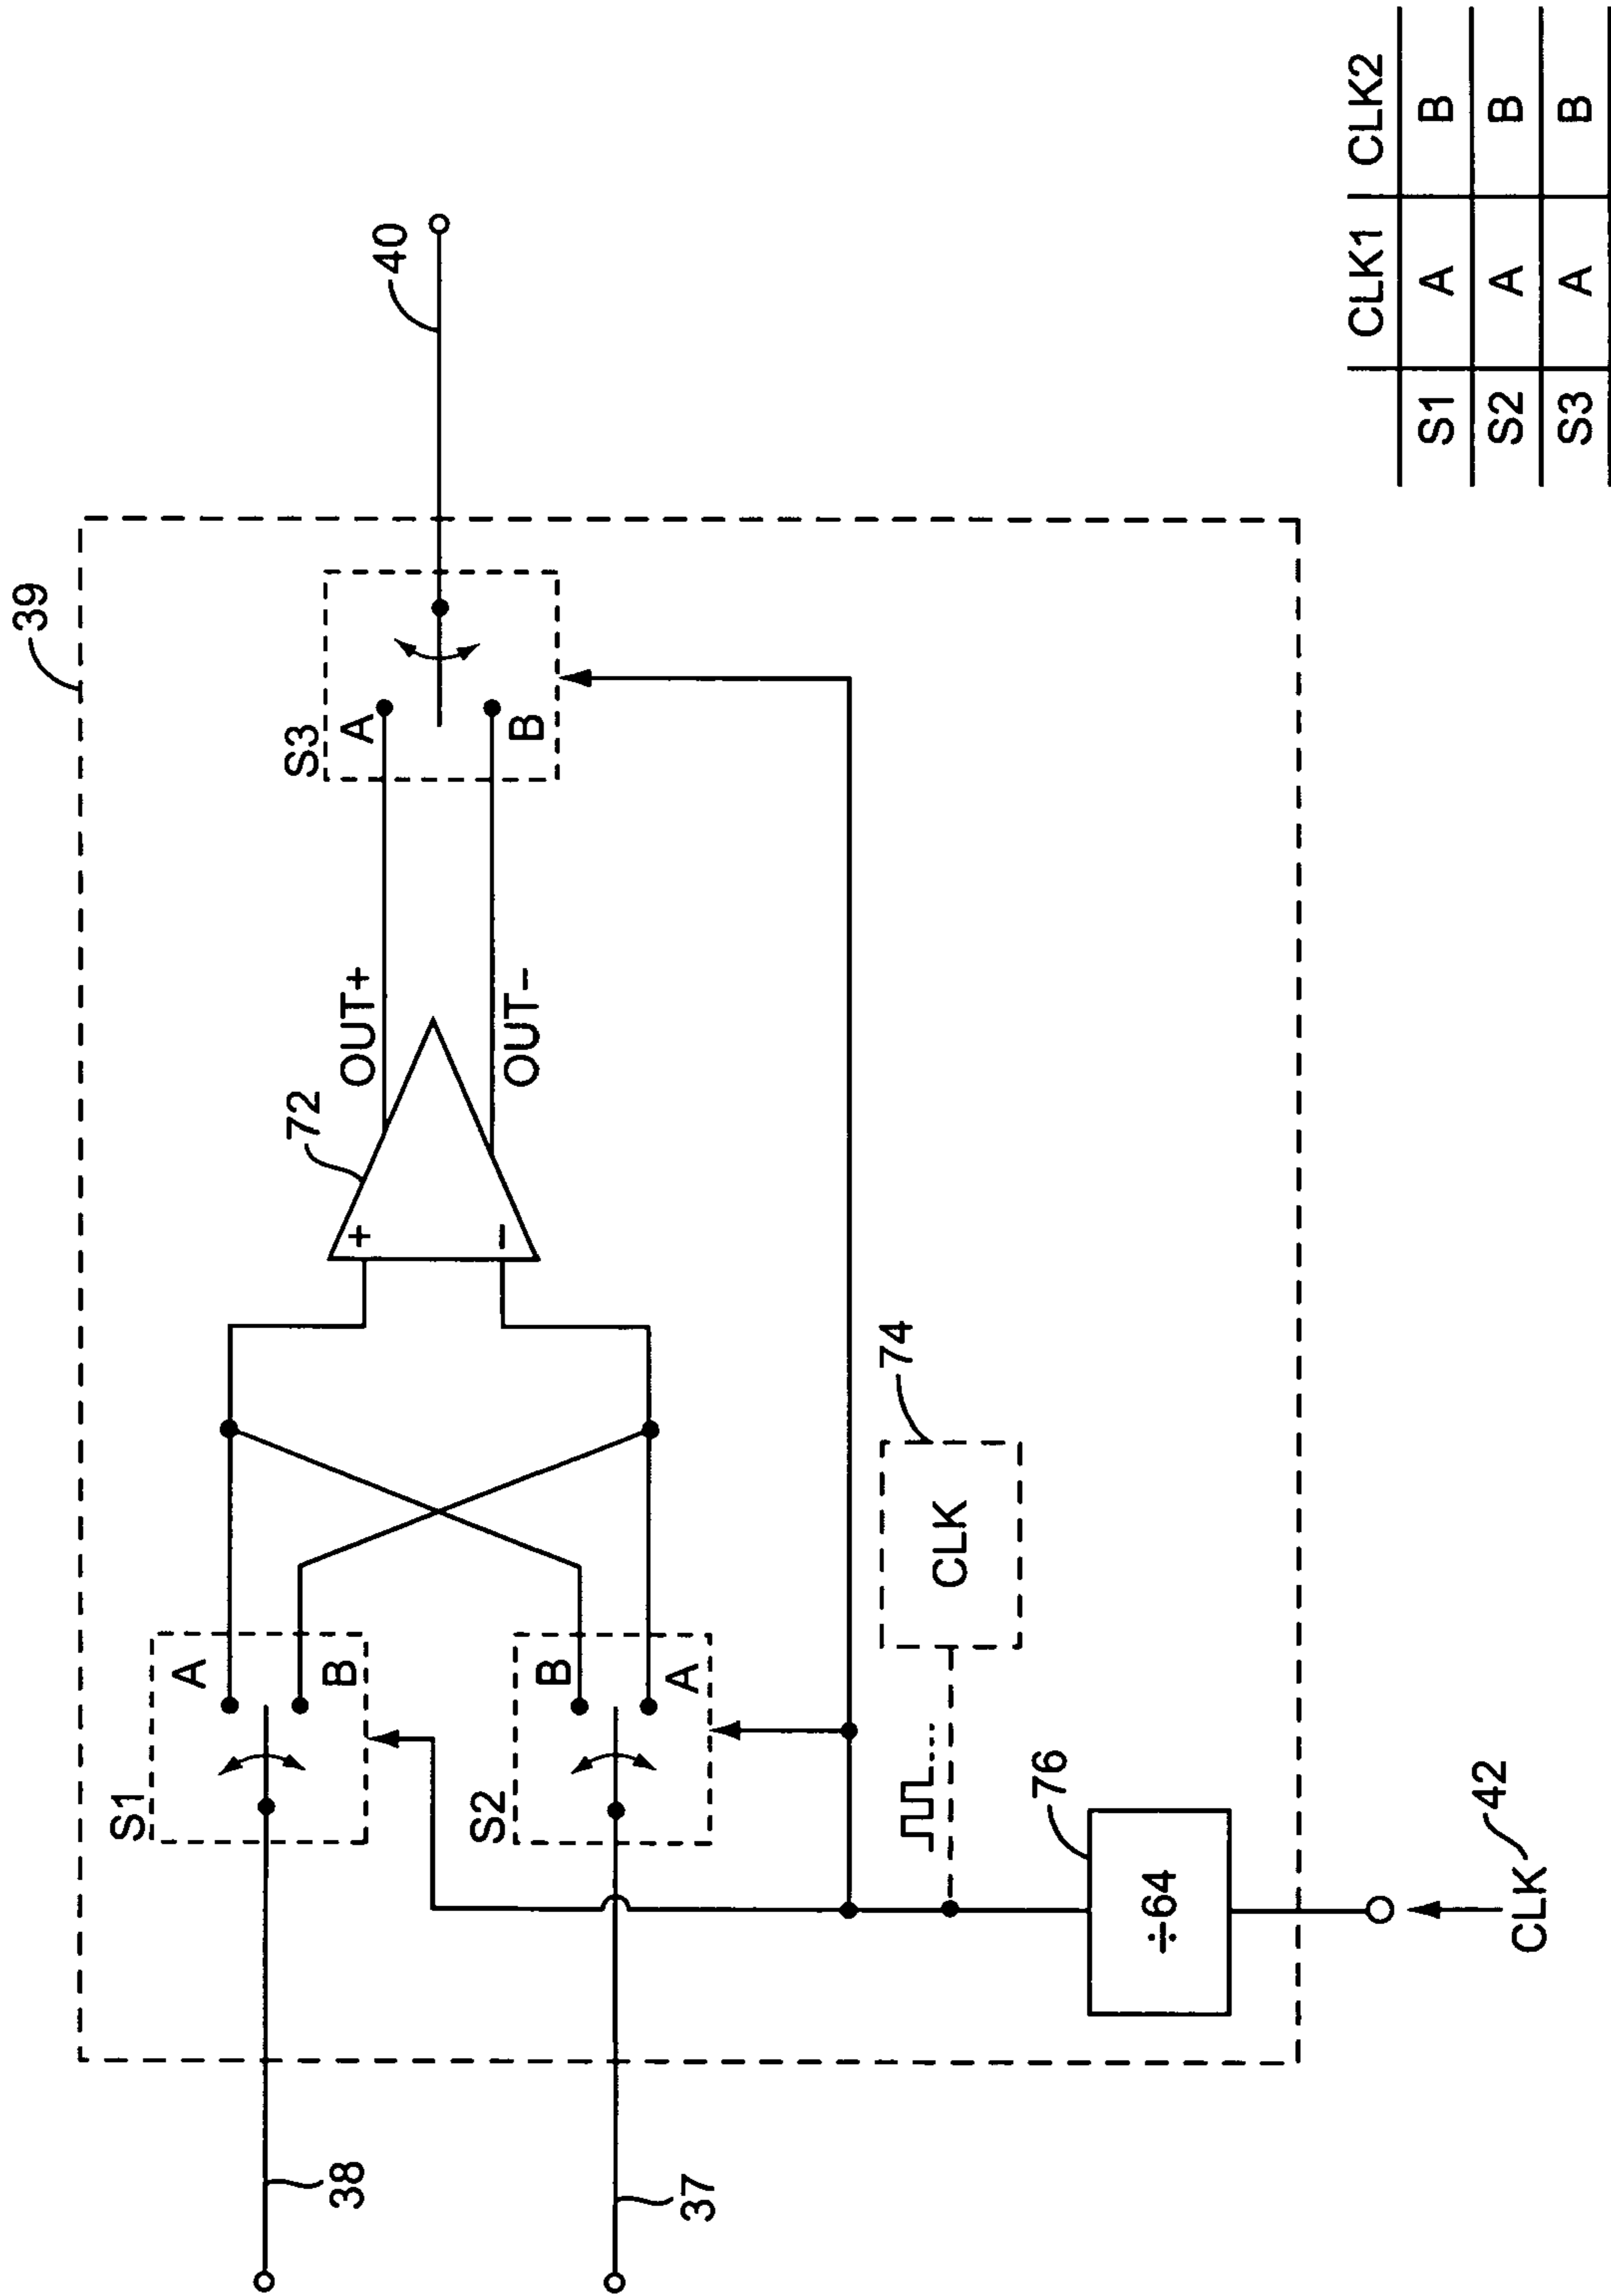 39
S1
A
B
S2
B
A
38
37
72
+
−
OUT+
OUT−
S3
A
B
40
74
CLK
76
÷64
CLK
42
CLK1 CLK2
S1 A B
S2 A B
S3 A B